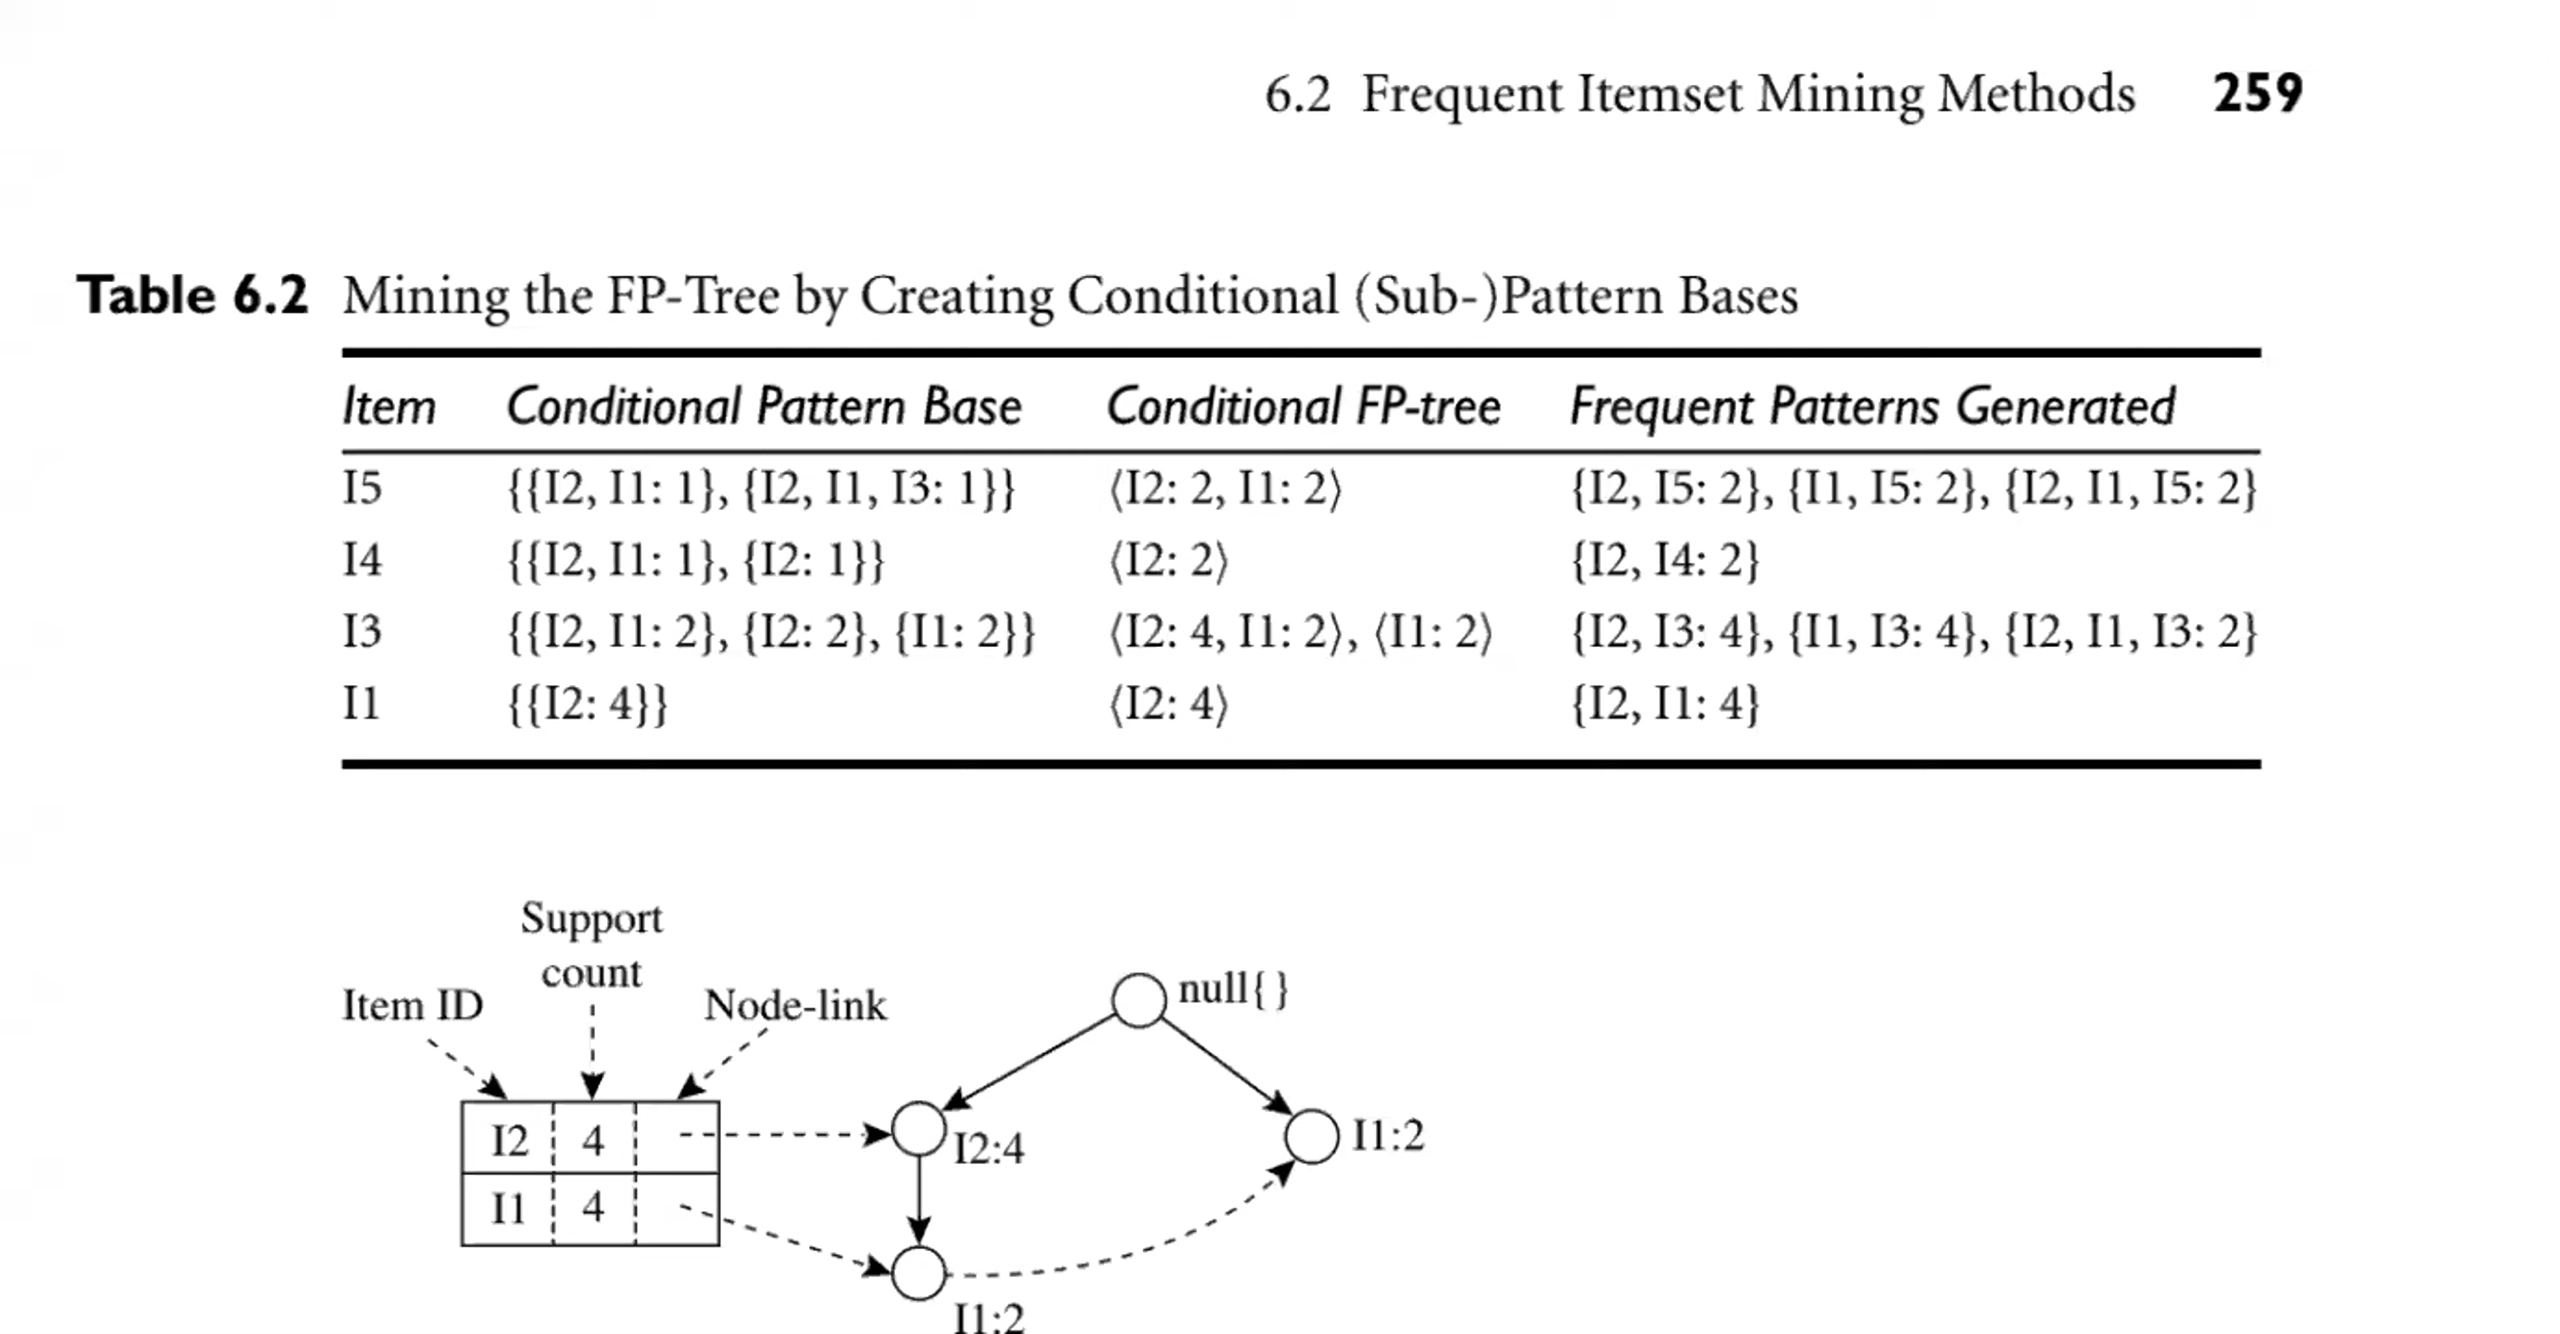 6.2 Frequent Itemset Mining Methods 259
Table 6.2 Mining the FP-Tree by Creating Conditional (Sub-)Pattern Bases
Item Conditional Pattern Base Conditional FP-tree Frequent Patterns Generated
I5 {{I2, I1: 1}, {I2, I1, I3: 1}} ⟨I2: 2, I1: 2⟩ {I2, I5: 2}, {I1, I5: 2}, {I2, I1, I5: 2}
I4 {{I2, I1: 1}, {I2: 1}} ⟨I2: 2⟩ {I2, I4: 2}
I3 {{I2, I1: 2}, {I2: 2}, {I1: 2}} ⟨I2: 4, I1: 2⟩, ⟨I1: 2⟩ {I2, I3: 4}, {I1, I3: 4}, {I2, I1, I3: 2}
I1 {{I2: 4}} ⟨I2: 4⟩ {I2, I1: 4}
Support
count
Item ID
Node-link
null{ }
I2 4
I1 4
I2:4
I1:2
I1:2